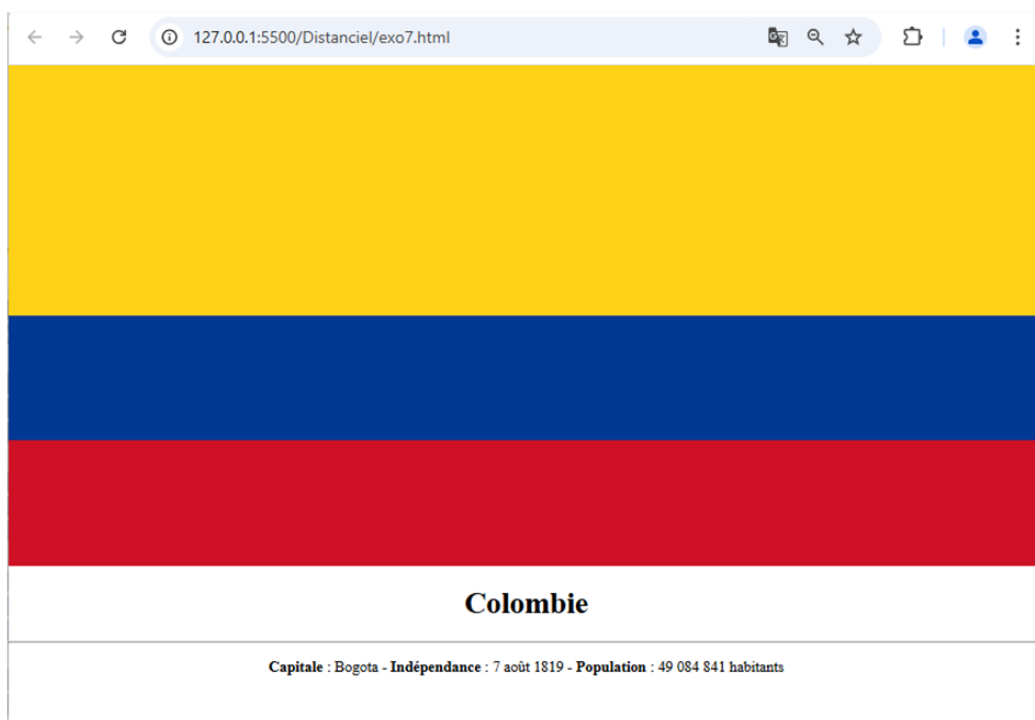 127.0.0.1:5500/Distanciel/exo7.html
Colombie
Capitale : Bogota - Indépendance : 7 août 1819 - Population : 49 084 841 habitants